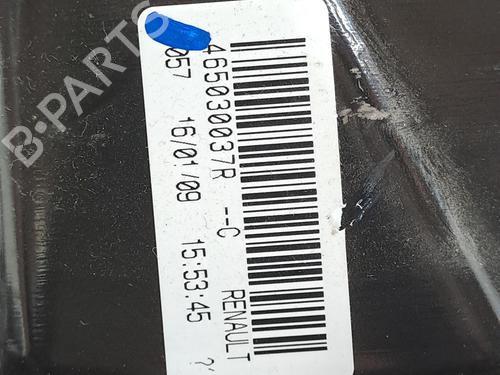 465030037R --C RENAULT
057 16/01/09 15:53:45
B-PARTS